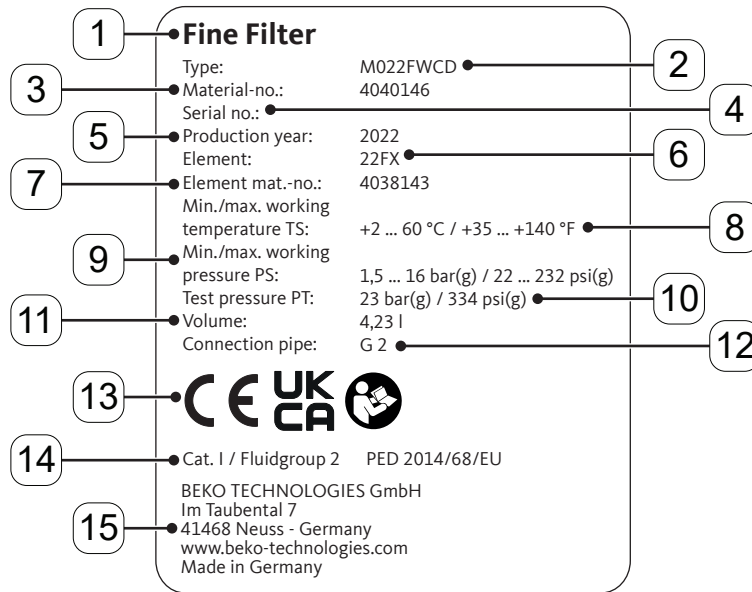 1 Fine Filter
Type: M022FWCD 2
3 Material-no.: 4040146
Serial no.: 4
5 Production year: 2022
Element: 22FX 6
7 Element mat.-no.: 4038143
Min./max. working
temperature TS: +2 ... 60 °C / +35 ... +140 °F 8
9 Min./max. working
pressure PS: 1,5 ... 16 bar(g) / 22 ... 232 psi(g)
Test pressure PT: 23 bar(g) / 334 psi(g) 10
11 Volume: 4,23 l
Connection pipe: G 2 12
13 CE UK
CA
14 Cat. I / Fluidgroup 2 PED 2014/68/EU
BEKO TECHNOLOGIES GmbH
Im Taubental 7
15 41468 Neuss - Germany
www.beko-technologies.com
Made in Germany